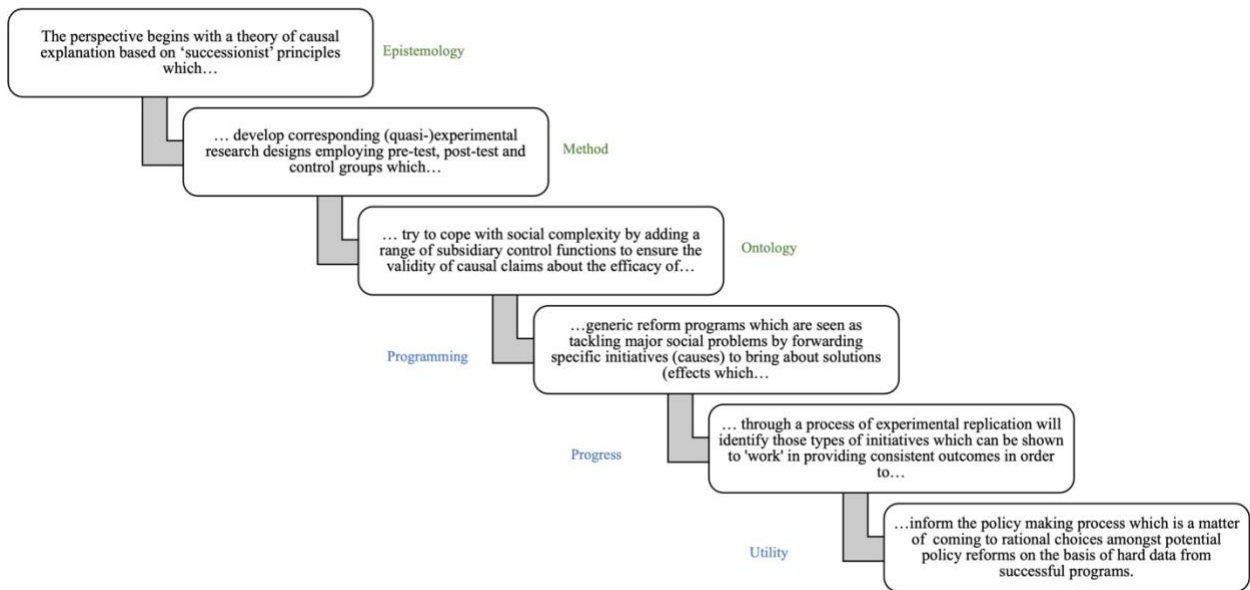 The perspective begins with a theory of causal
explanation based on ‘successionist’ principles
which…
Epistemology
… develop corresponding (quasi-)experimental
research designs employing pre-test, post-test and
control groups which…
Method
… try to cope with social complexity by adding a
range of subsidiary control functions to ensure the
validity of causal claims about the efficacy of…
Ontology
…generic reform programs which are seen as
tackling major social problems by forwarding
specific initiatives (causes) to bring about solutions
(effects which…
Programming
… through a process of experimental replication will
identify those types of initiatives which can be shown
to 'work' in providing consistent outcomes in order
to…
Progress
…inform the policy making process which is a matter
of coming to rational choices amongst potential
policy reforms on the basis of hard data from
successful programs.
Utility